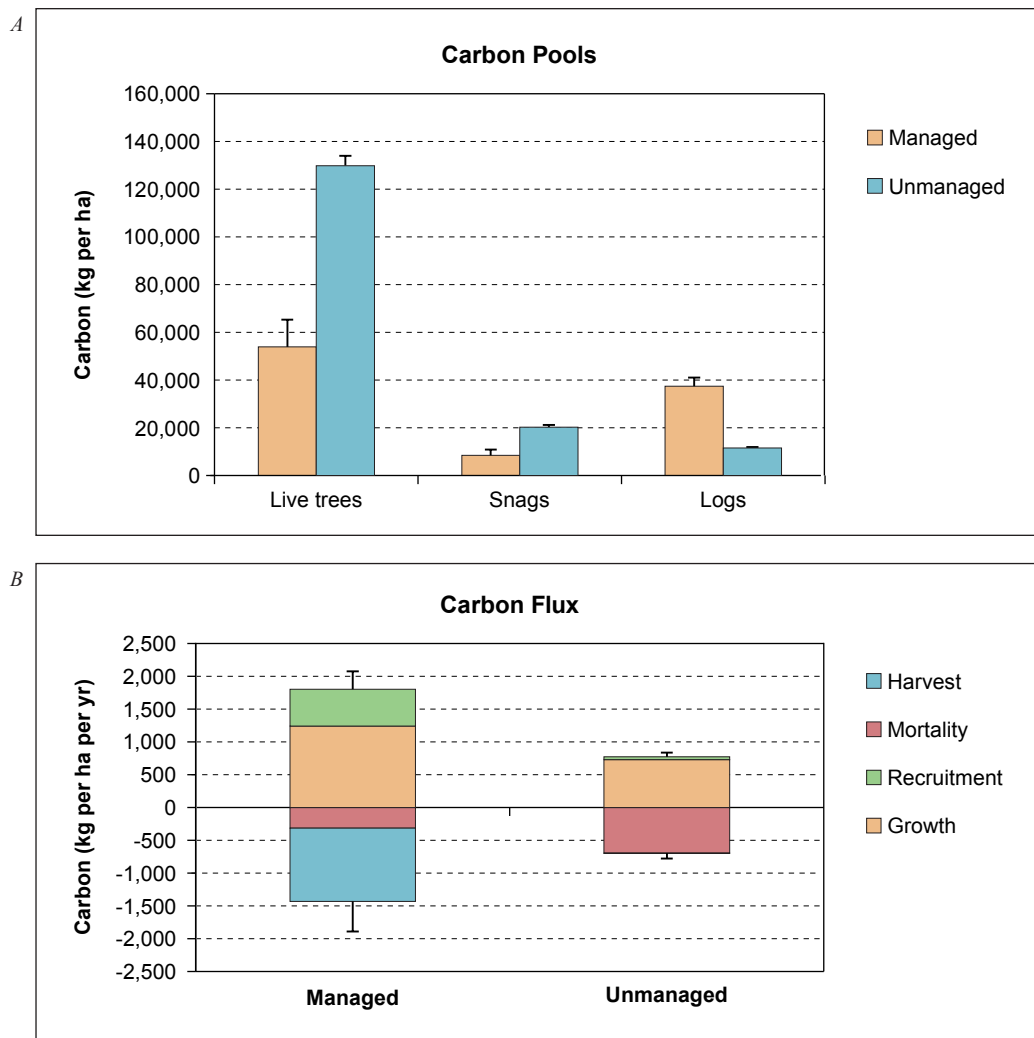 A
Carbon Pools
Carbon (kg per ha)
160,000
140,000
120,000
100,000
80,000
60,000
40,000
20,000
0
Live trees
Snags
Logs
Managed
Unmanaged
B
Carbon Flux
Carbon (kg per ha per yr)
2,500
2,000
1,500
1,000
500
0
-500
-1,000
-1,500
-2,000
-2,500
Managed
Unmanaged
Harvest
Mortality
Recruitment
Growth